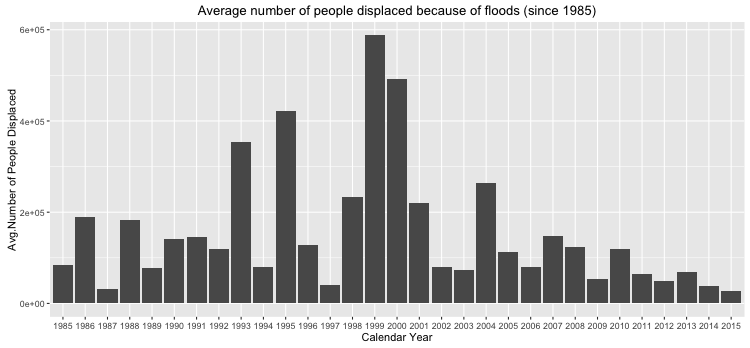 Average number of people displaced because of floods (since 1985)
Avg.Number of People Displaced
6e+05
4e+05
2e+05
0e+00
1985 1986 1987 1988 1989 1990 1991 1992 1993 1994 1995 1996 1997 1998 1999 2000 2001 2002 2003 2004 2005 2006 2007 2008 2009 2010 2011 2012 2013 2014 2015
Calendar Year